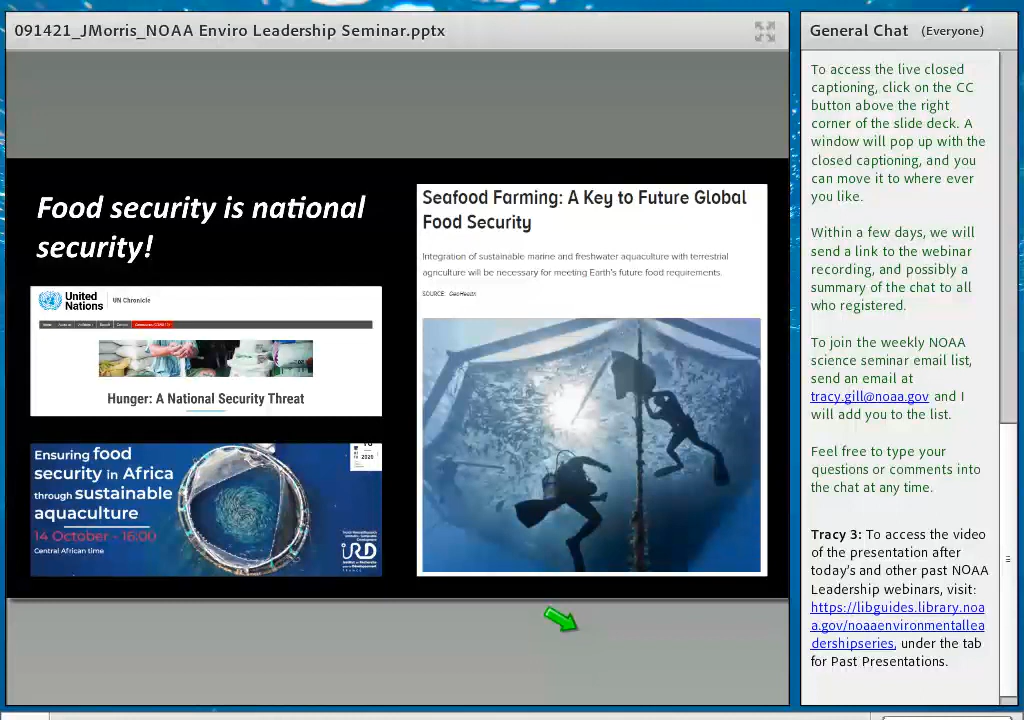 091421_JMorris_NOAA Enviro Leadership Seminar.pptx
Food security is national
security!
United
Nations
UN Chronicle
Hunger: A National Security Threat
Ensuring food
security in Africa
through sustainable
aquaculture
14 October - 16:00
Central African time
2020
IRD
FRANCE
Seafood Farming: A Key to Future Global
Food Security
Integration of sustainable marine and freshwater aquaculture with terrestrial
agriculture will be necessary for meeting Earth's future food requirements.
SOURCE: GeoHealth
General Chat (Everyone)
To access the live closed
captioning, click on the CC
button above the right
corner of the slide deck. A
window will pop up with the
closed captioning, and you
can move it to where ever
you like.
Within a few days, we will
send a link to the webinar
recording, and possibly a
summary of the chat to all
who registered.
To join the weekly NOAA
science seminar email list,
send an email at
tracy.gill@noaa.gov and I
will add you to the list.
Feel free to type your
questions or comments into
the chat at any time.
Tracy 3: To access the video
of the presentation after
today's and other past NOAA
Leadership webinars, visit:
https://libguides.library.noa
a.gov/noaaenvironmentallea
dershipseries, under the tab
for Past Presentations.